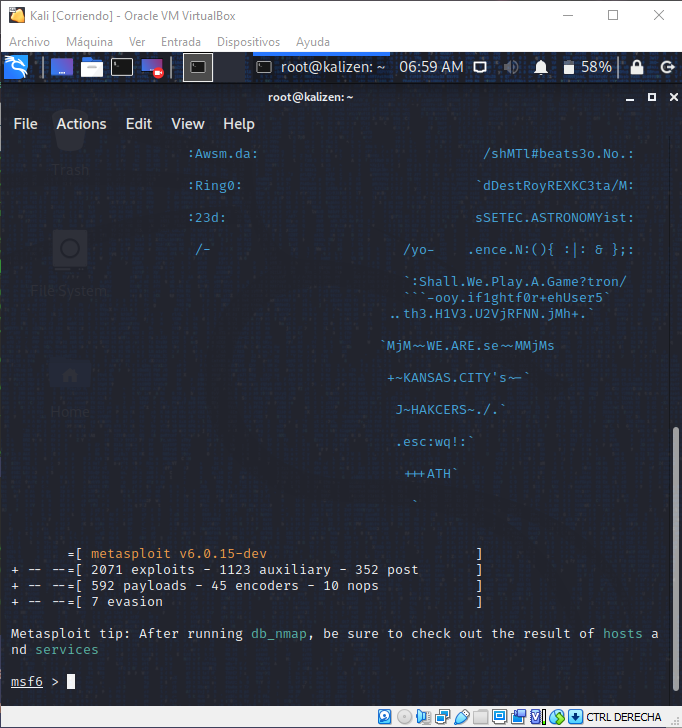 Kali [Corriendo] - Oracle VM VirtualBox
Archivo Máquina Ver Entrada Dispositivos Ayuda
root@kalizen: ~ 06:59 AM 58%
root@kalizen: ~
File Actions Edit View Help
:Awsm.da: /shMTl#beats3o.No.:
Trash
:Ring0: `dDestRoyREXKC3ta/M:
:23d: sSETEC.ASTRONOMYist:
/- /yo- .ence.N:(){ :|: & };:
`:Shall.We.Play.A.Game?tron/
File System
```-ooy.if1ghtf0r+ehUser5`
..th3.H1V3.U2VjRFNN.jMh+.`
`MjM~~WE.ARE.se~~MMjMs
+~KANSAS.CITY's~-`
Home
J~HAKCERS~./.`
.esc:wq!:`
+++ATH`
`
=[ metasploit v6.0.15-dev ]
+ -- --=[ 2071 exploits - 1123 auxiliary - 352 post ]
+ -- --=[ 592 payloads - 45 encoders - 10 nops ]
+ -- --=[ 7 evasion ]
Metasploit tip: After running db_nmap, be sure to check out the result of hosts a
nd services
msf6 >
CTRL DERECHA